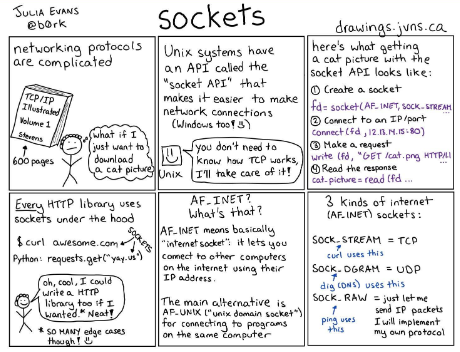 JULIA EVANS
@b0rk
sockets
drawings.jvns.ca
networking protocols
are complicated
TCP/IP
Illustrated
Volume 1
Stevens
600 pages
what if I
just want to
download
a cat picture
Unix systems have
an API called the
"socket API" that
makes it easier to make
network connections
(Windows too!)
you don't need to
know how TCP works,
I'll take care of it!
Unix
here's what getting
a cat picture with the
socket API looks like:
① Create a socket
fd = socket(AF_INET, SOCK_STREAM
② Connect to an IP/port
connect(fd, 12.13.14.15:80)
③ Make a request
write (fd, "GET /cat.png HTTP/1.1
④ Read the response
cat_picture = read (fd ...
Every HTTP library uses
sockets under the hood
$ curl awesome.com
SOCKETS
Python: requests.get("yay.us")
oh, cool, I could
write a HTTP
library too if I
wanted.* Neat!
* SO MANY edge cases
though!
AF_INET?
What's that?
AF_INET means basically
"internet socket": it lets you
connect to other computers
on the internet using their
IP address.
The main alternative is
AF_UNIX ("unix domain socket")
for connecting to programs
on the same computer
3 kinds of internet
(AF_INET) sockets:
SOCK_STREAM = TCP
curl uses this
SOCK_DGRAM = UDP
dig (DNS) uses this
SOCK_RAW = just let me
send IP packets
ping uses
this
I will implement
my own protocol